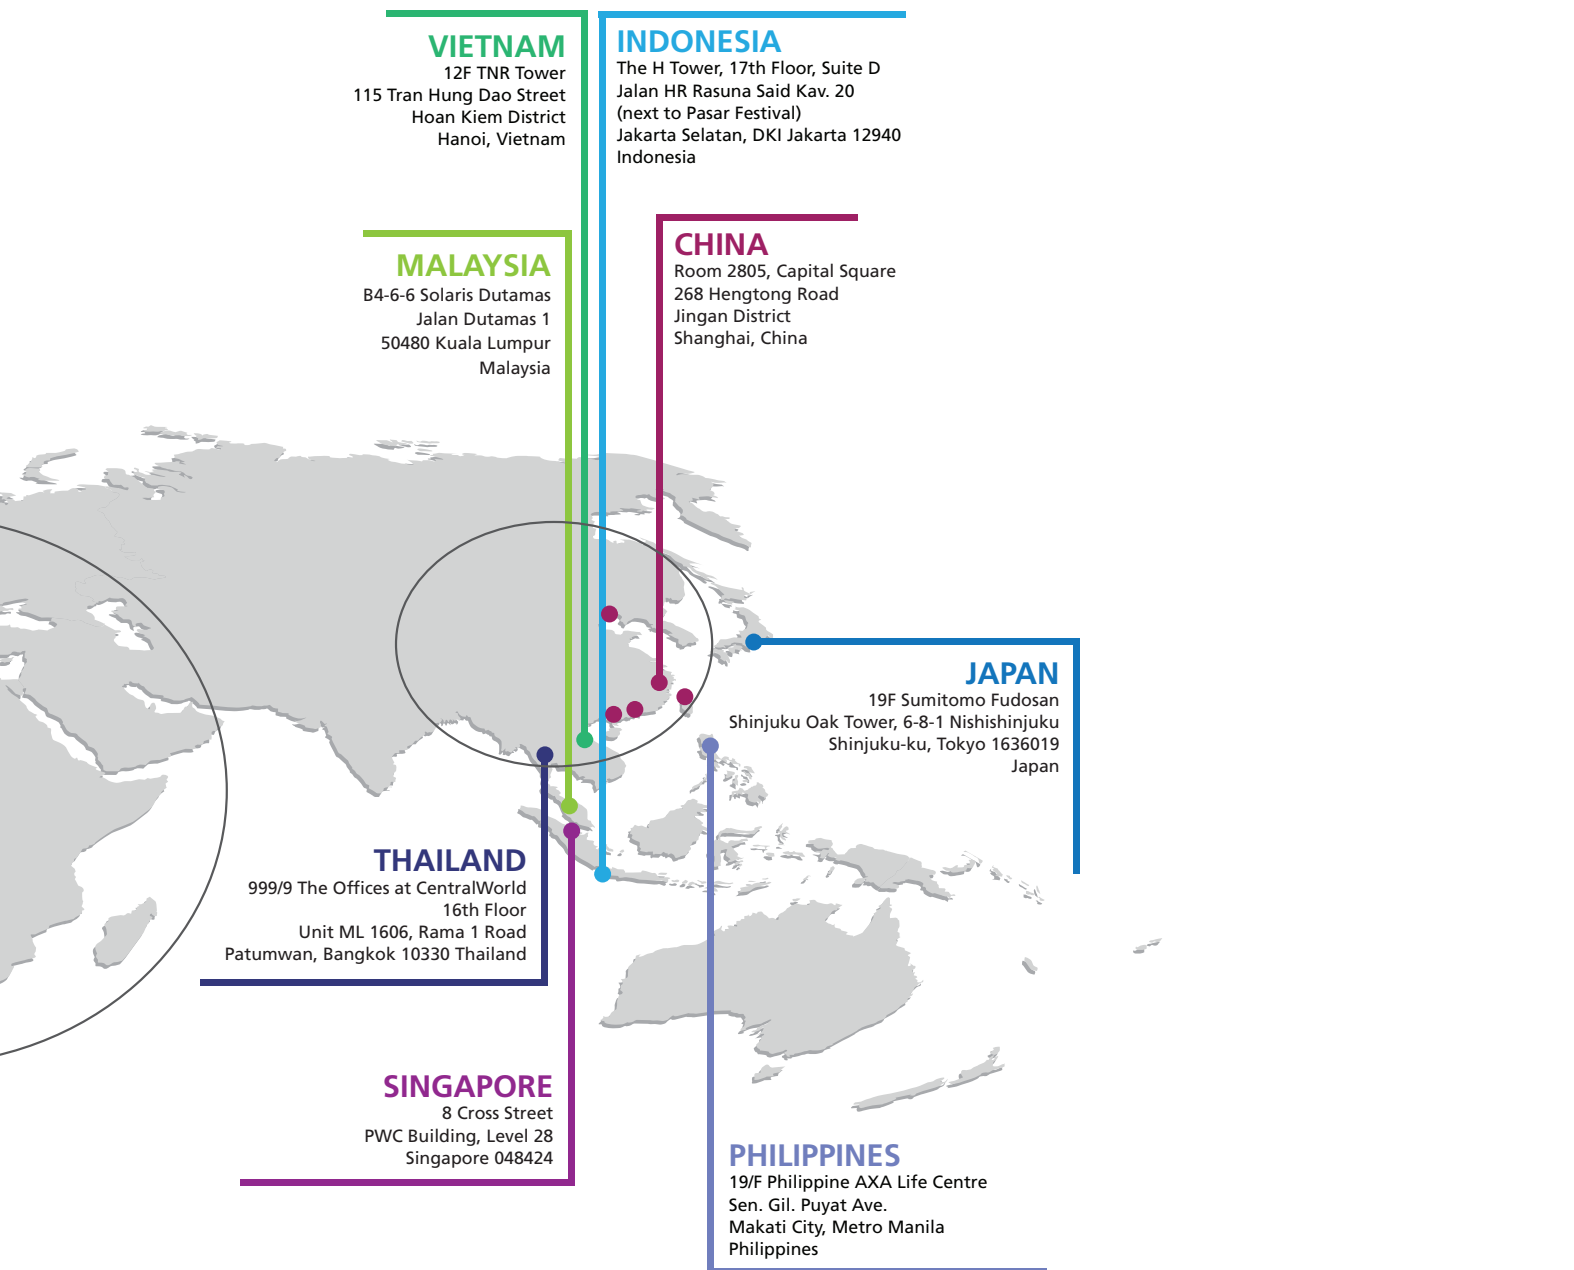 VIETNAM
12F TNR Tower
115 Tran Hung Dao Street
Hoan Kiem District
Hanoi, Vietnam
INDONESIA
The H Tower, 17th Floor, Suite D
Jalan HR Rasuna Said Kav. 20
(next to Pasar Festival)
Jakarta Selatan, DKI Jakarta 12940
Indonesia
MALAYSIA
B4-6-6 Solaris Dutamas
Jalan Dutamas 1
50480 Kuala Lumpur
Malaysia
CHINA
Room 2805, Capital Square
268 Hengtong Road
Jingan District
Shanghai, China
JAPAN
19F Sumitomo Fudosan
Shinjuku Oak Tower, 6-8-1 Nishishinjuku
Shinjuku-ku, Tokyo 1636019
Japan
THAILAND
999/9 The Offices at CentralWorld
16th Floor
Unit ML 1606, Rama 1 Road
Patumwan, Bangkok 10330 Thailand
SINGAPORE
8 Cross Street
PWC Building, Level 28
Singapore 048424
PHILIPPINES
19/F Philippine AXA Life Centre
Sen. Gil. Puyat Ave.
Makati City, Metro Manila
Philippines